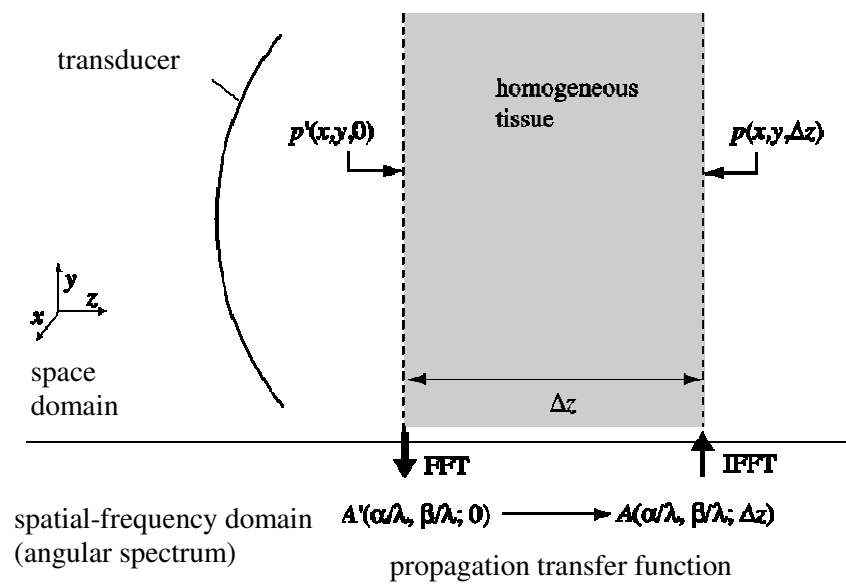 transducer
homogeneous
tissue
p'(x,y,0)
p(x,y,Δz)
y
z
x
space
domain
Δz
FFT
IFFT
spatial-frequency domain
(angular spectrum)
A'(α/λ, β/λ; 0)
A(α/λ, β/λ; Δz)
propagation transfer function